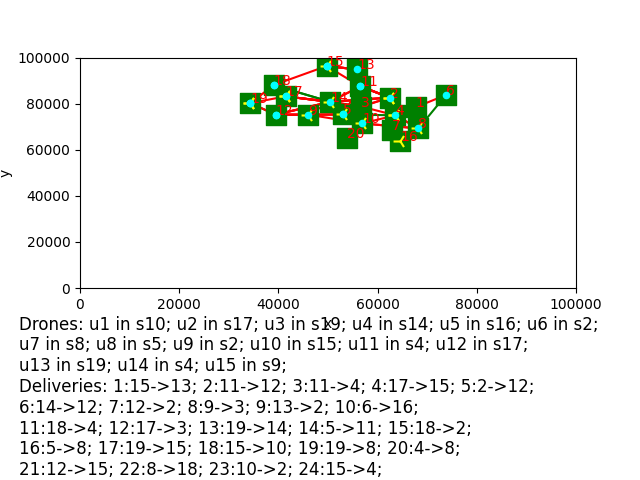 100000
80000
60000
40000
20000
0
y
0 20000 40000 60000 80000 100000
x
Drones: u1 in s10; u2 in s17; u3 in s19; u4 in s14; u5 in s16; u6 in s2;
u7 in s8; u8 in s5; u9 in s2; u10 in s15; u11 in s4; u12 in s17;
u13 in s19; u14 in s4; u15 in s9;
Deliveries: 1:15->13; 2:11->12; 3:11->4; 4:17->15; 5:2->12;
6:14->12; 7:12->2; 8:9->3; 9:13->2; 10:6->16;
11:18->4; 12:17->3; 13:19->14; 14:5->11; 15:18->2;
16:5->8; 17:19->15; 18:15->10; 19:19->8; 20:4->8;
21:12->15; 22:8->18; 23:10->2; 24:15->4;